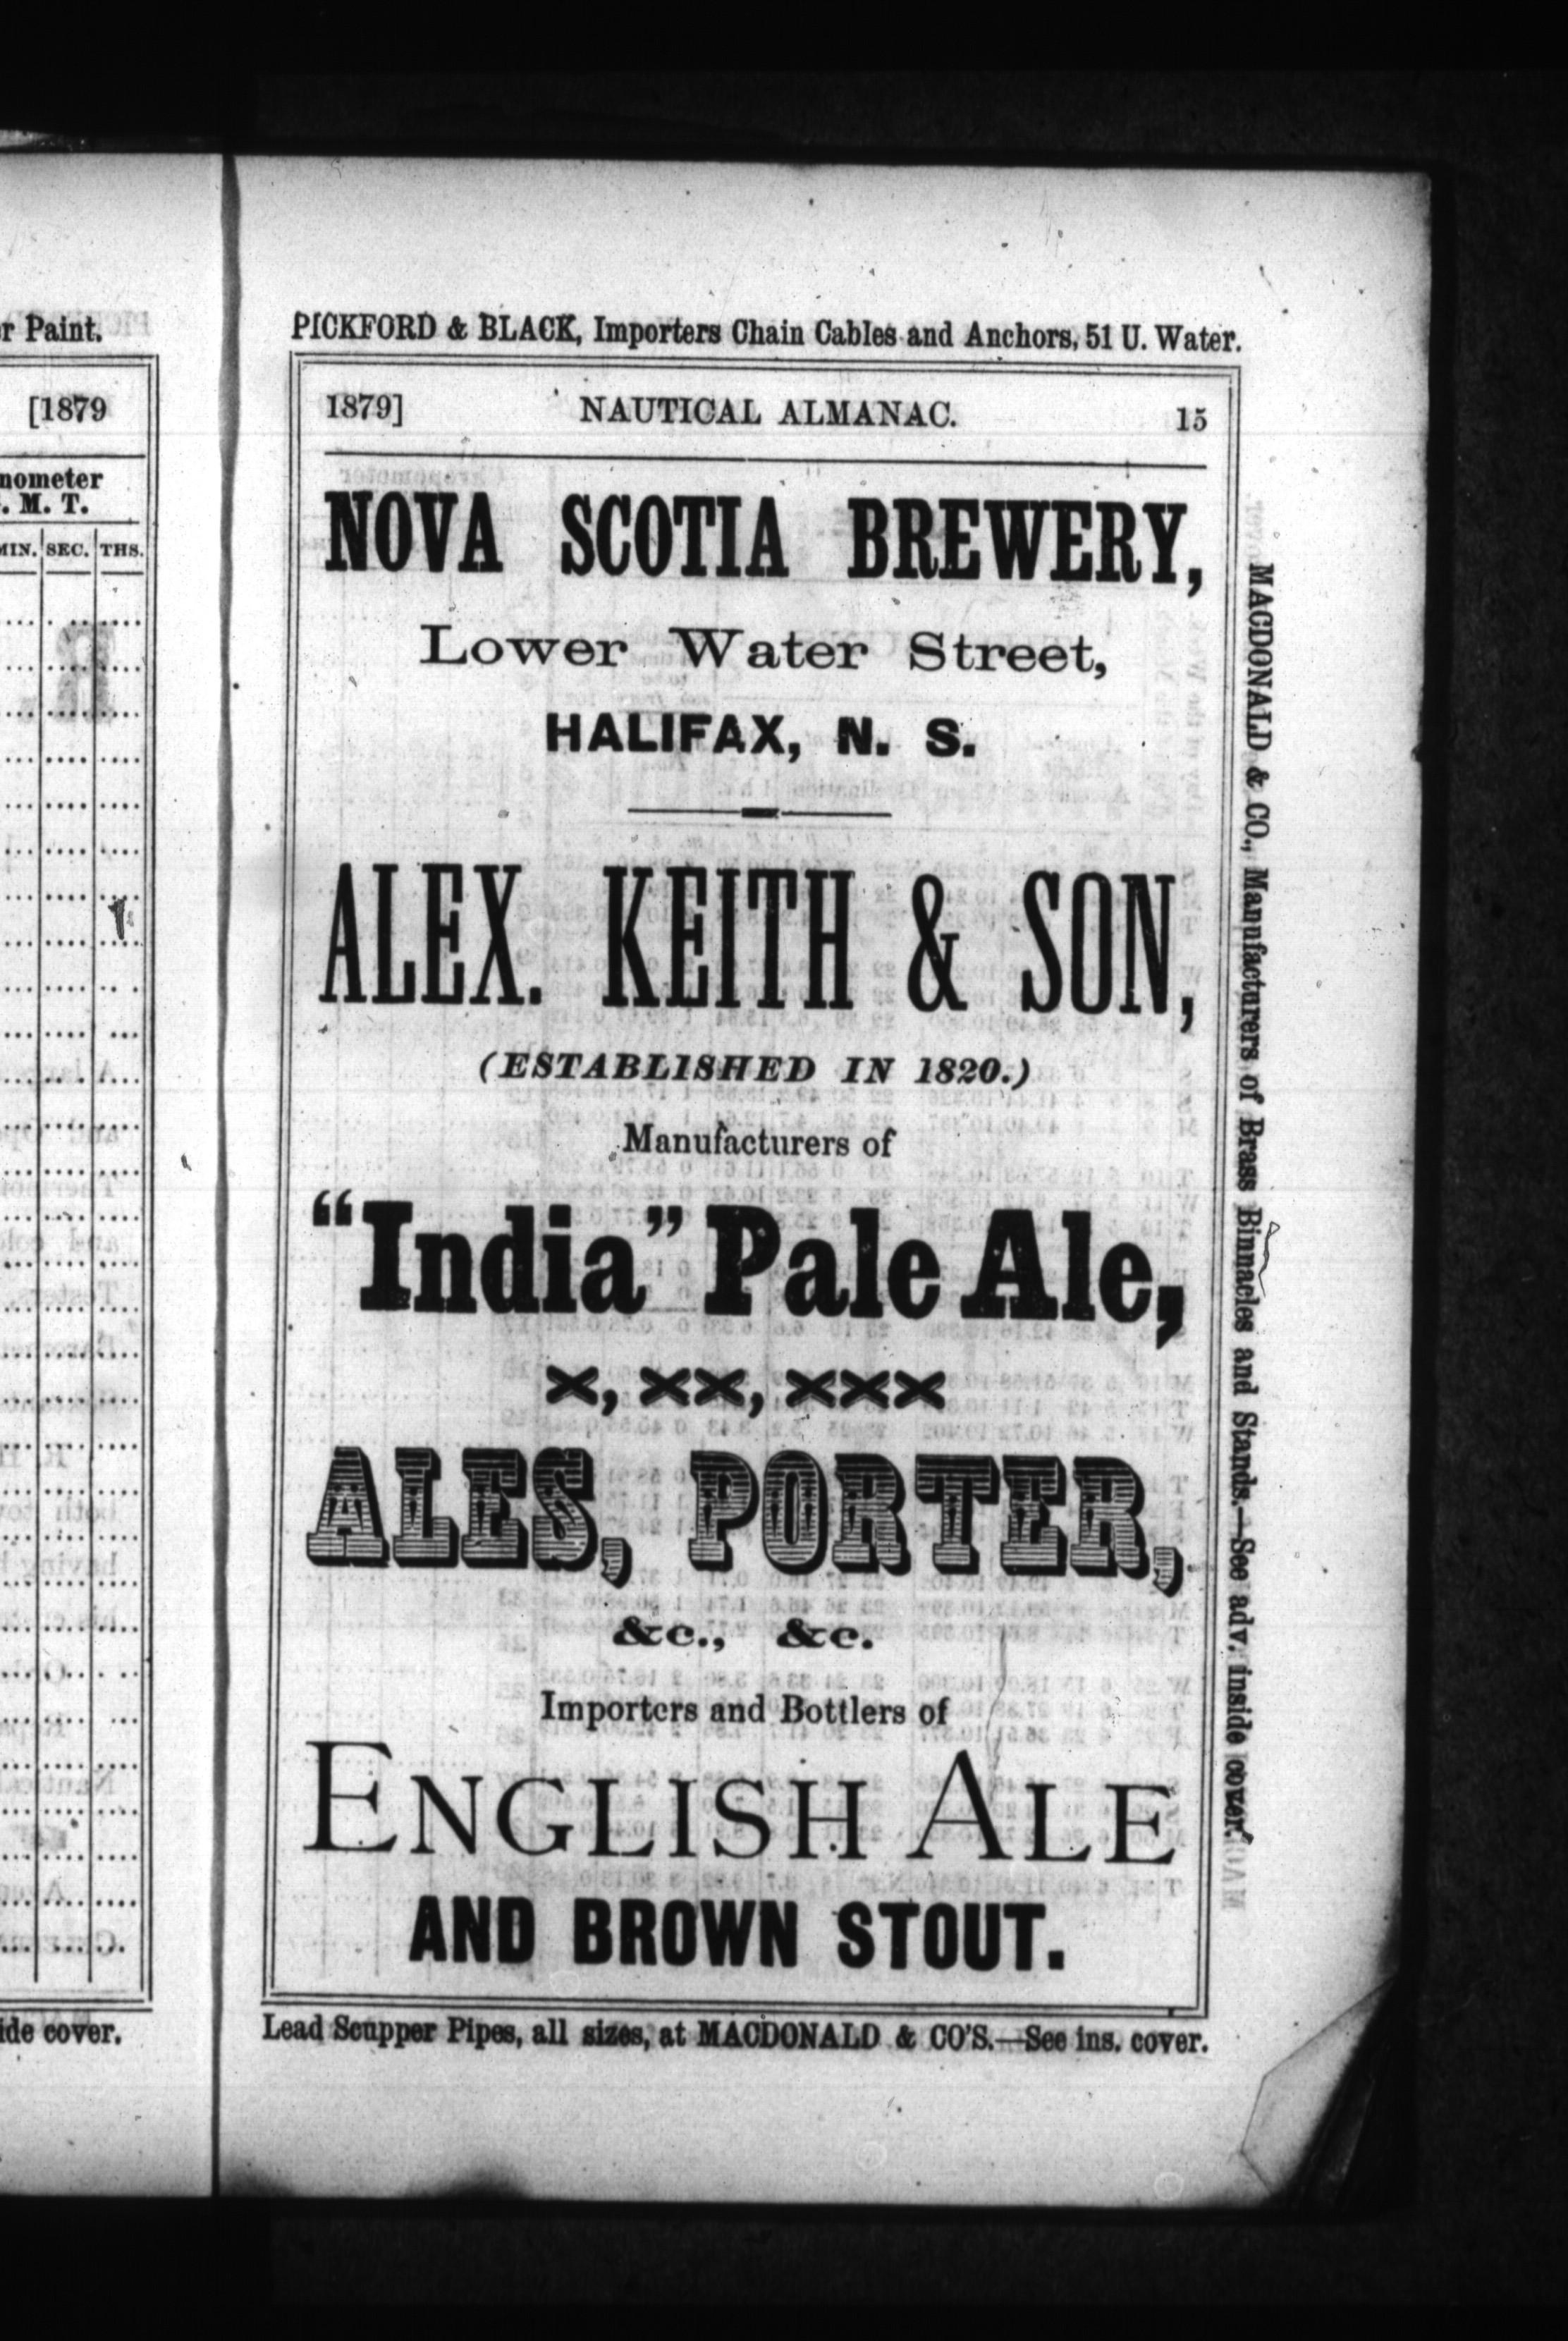 r Paint.
[1879
nometer
. M. T.
MIN. SEC. THS.
ide cover.
PICKFORD & BLACK, Importers Chain Cables and Anchors, 51 U. Water.
1879] NAUTICAL ALMANAC. 15
NOVA SCOTIA BREWERY,
Lower Water Street,
HALIFAX, N. S.
ALEX. KEITH & SON,
(ESTABLISHED IN 1820.)
Manufacturers of
“India” Pale Ale,
×, ××, ×××
ALES, PORTER,
&c., &c.
Importers and Bottlers of
ENGLISH ALE
AND BROWN STOUT.
Lead Scupper Pipes, all sizes, at MACDONALD & CO'S.—See ins. cover.
MACDONALD & CO., Manufacturers of Brass Binnacles and Stands.—See adv. inside cover.